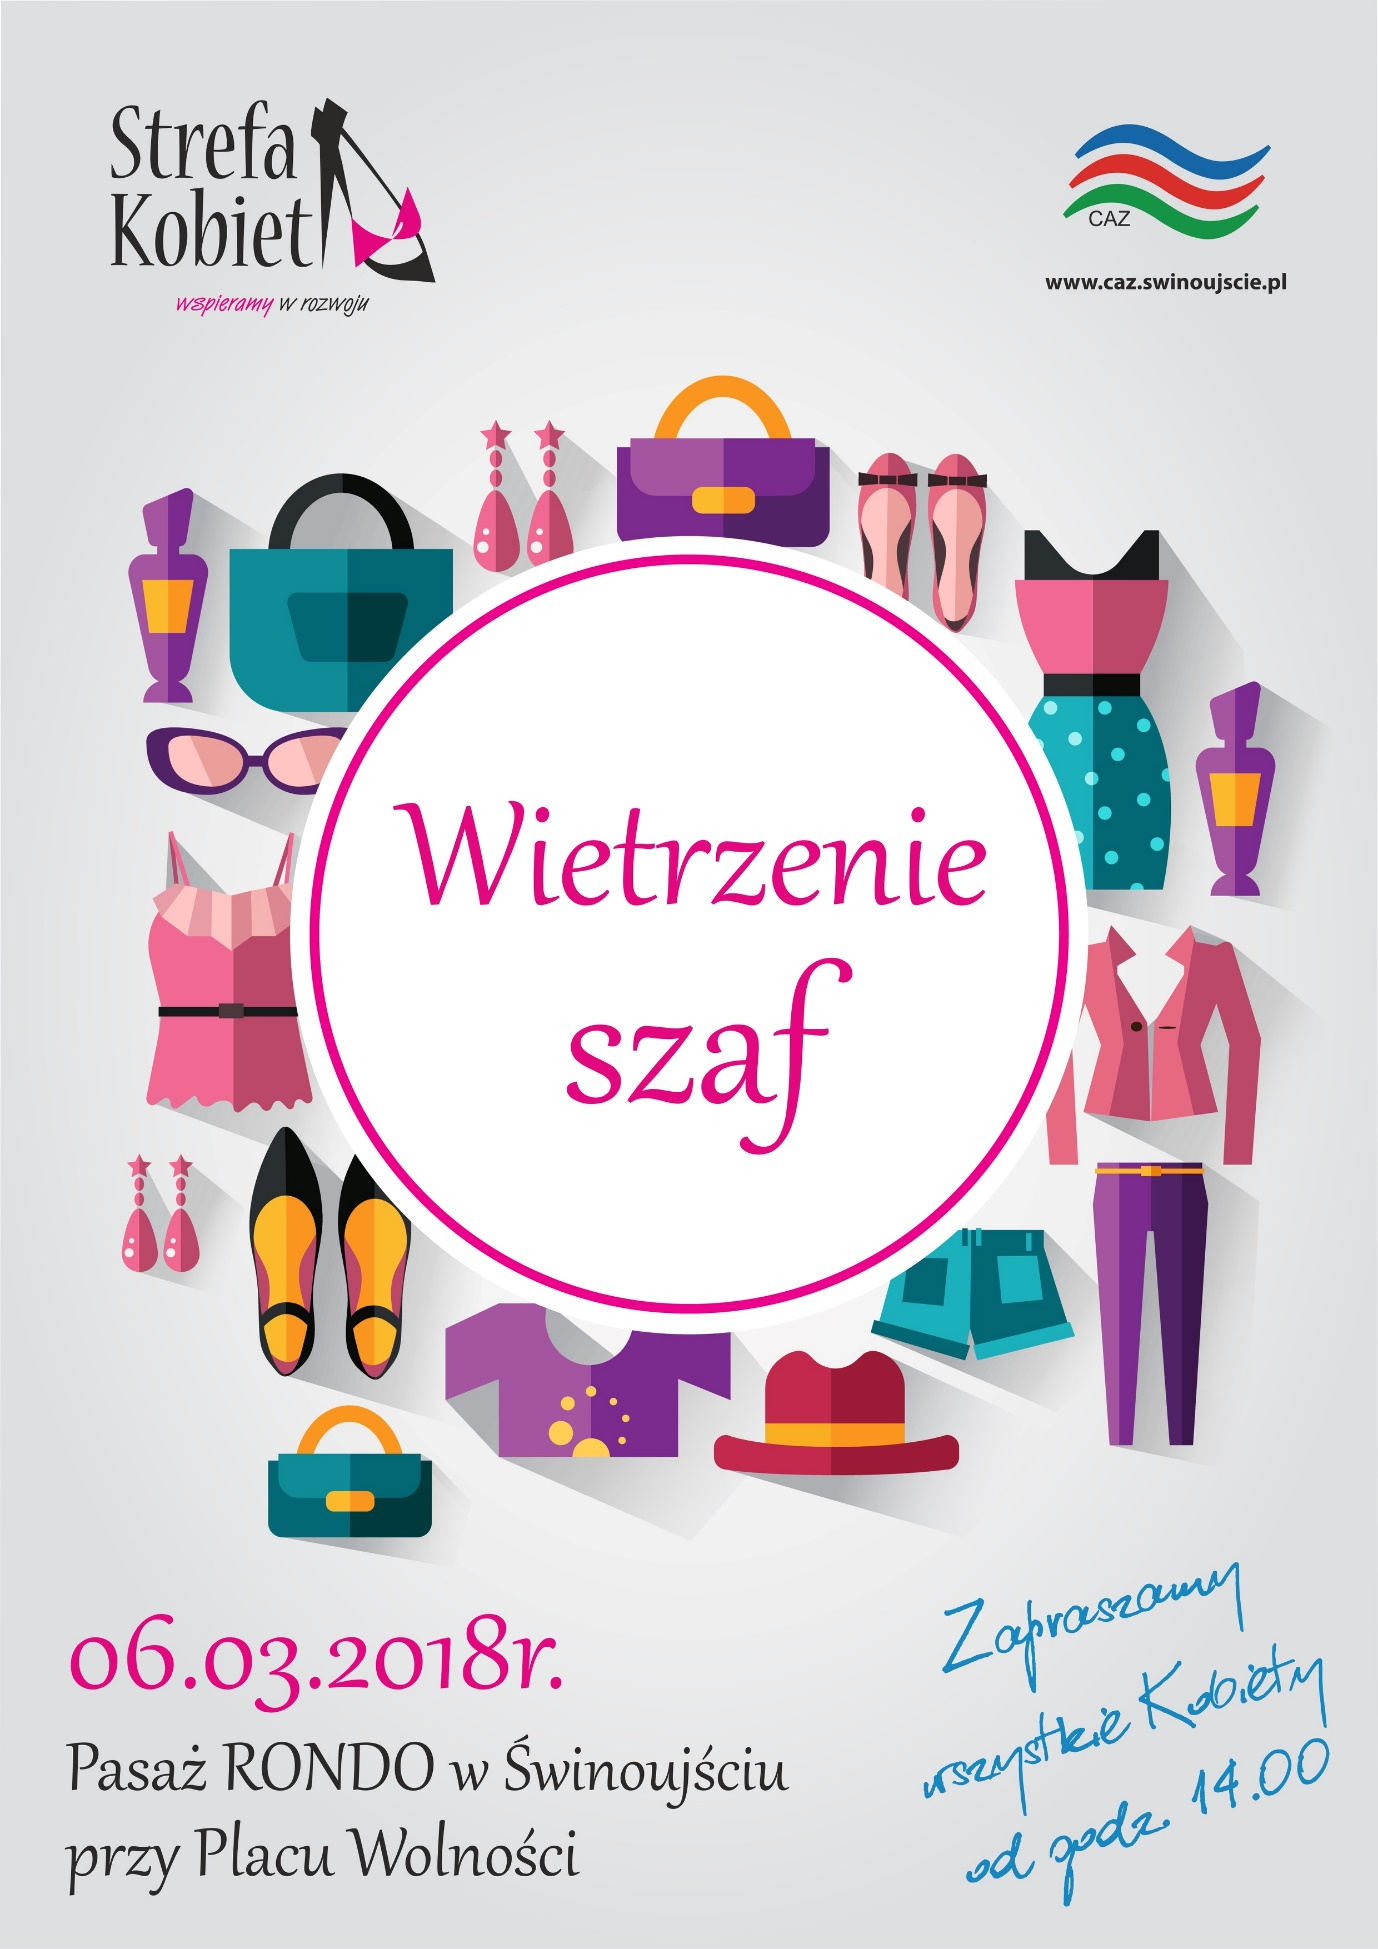 Strefa
Kobiet
wspieramy w rozwoju
CAZ
www.caz.swinoujscie.pl
Wietrzenie
szaf
06.03.2018r.
Pasaż RONDO w Świnoujściu
przy Placu Wolności
Zapraszamy
wszystkie Kobiety
od godz. 14.00